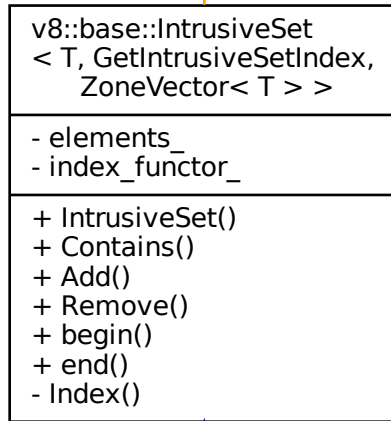 v8::base::IntrusiveSet
< T, GetIntrusiveSetIndex,
ZoneVector< T > >
- elements_
- index_functor_
+ IntrusiveSet()
+ Contains()
+ Add()
+ Remove()
+ begin()
+ end()
- Index()